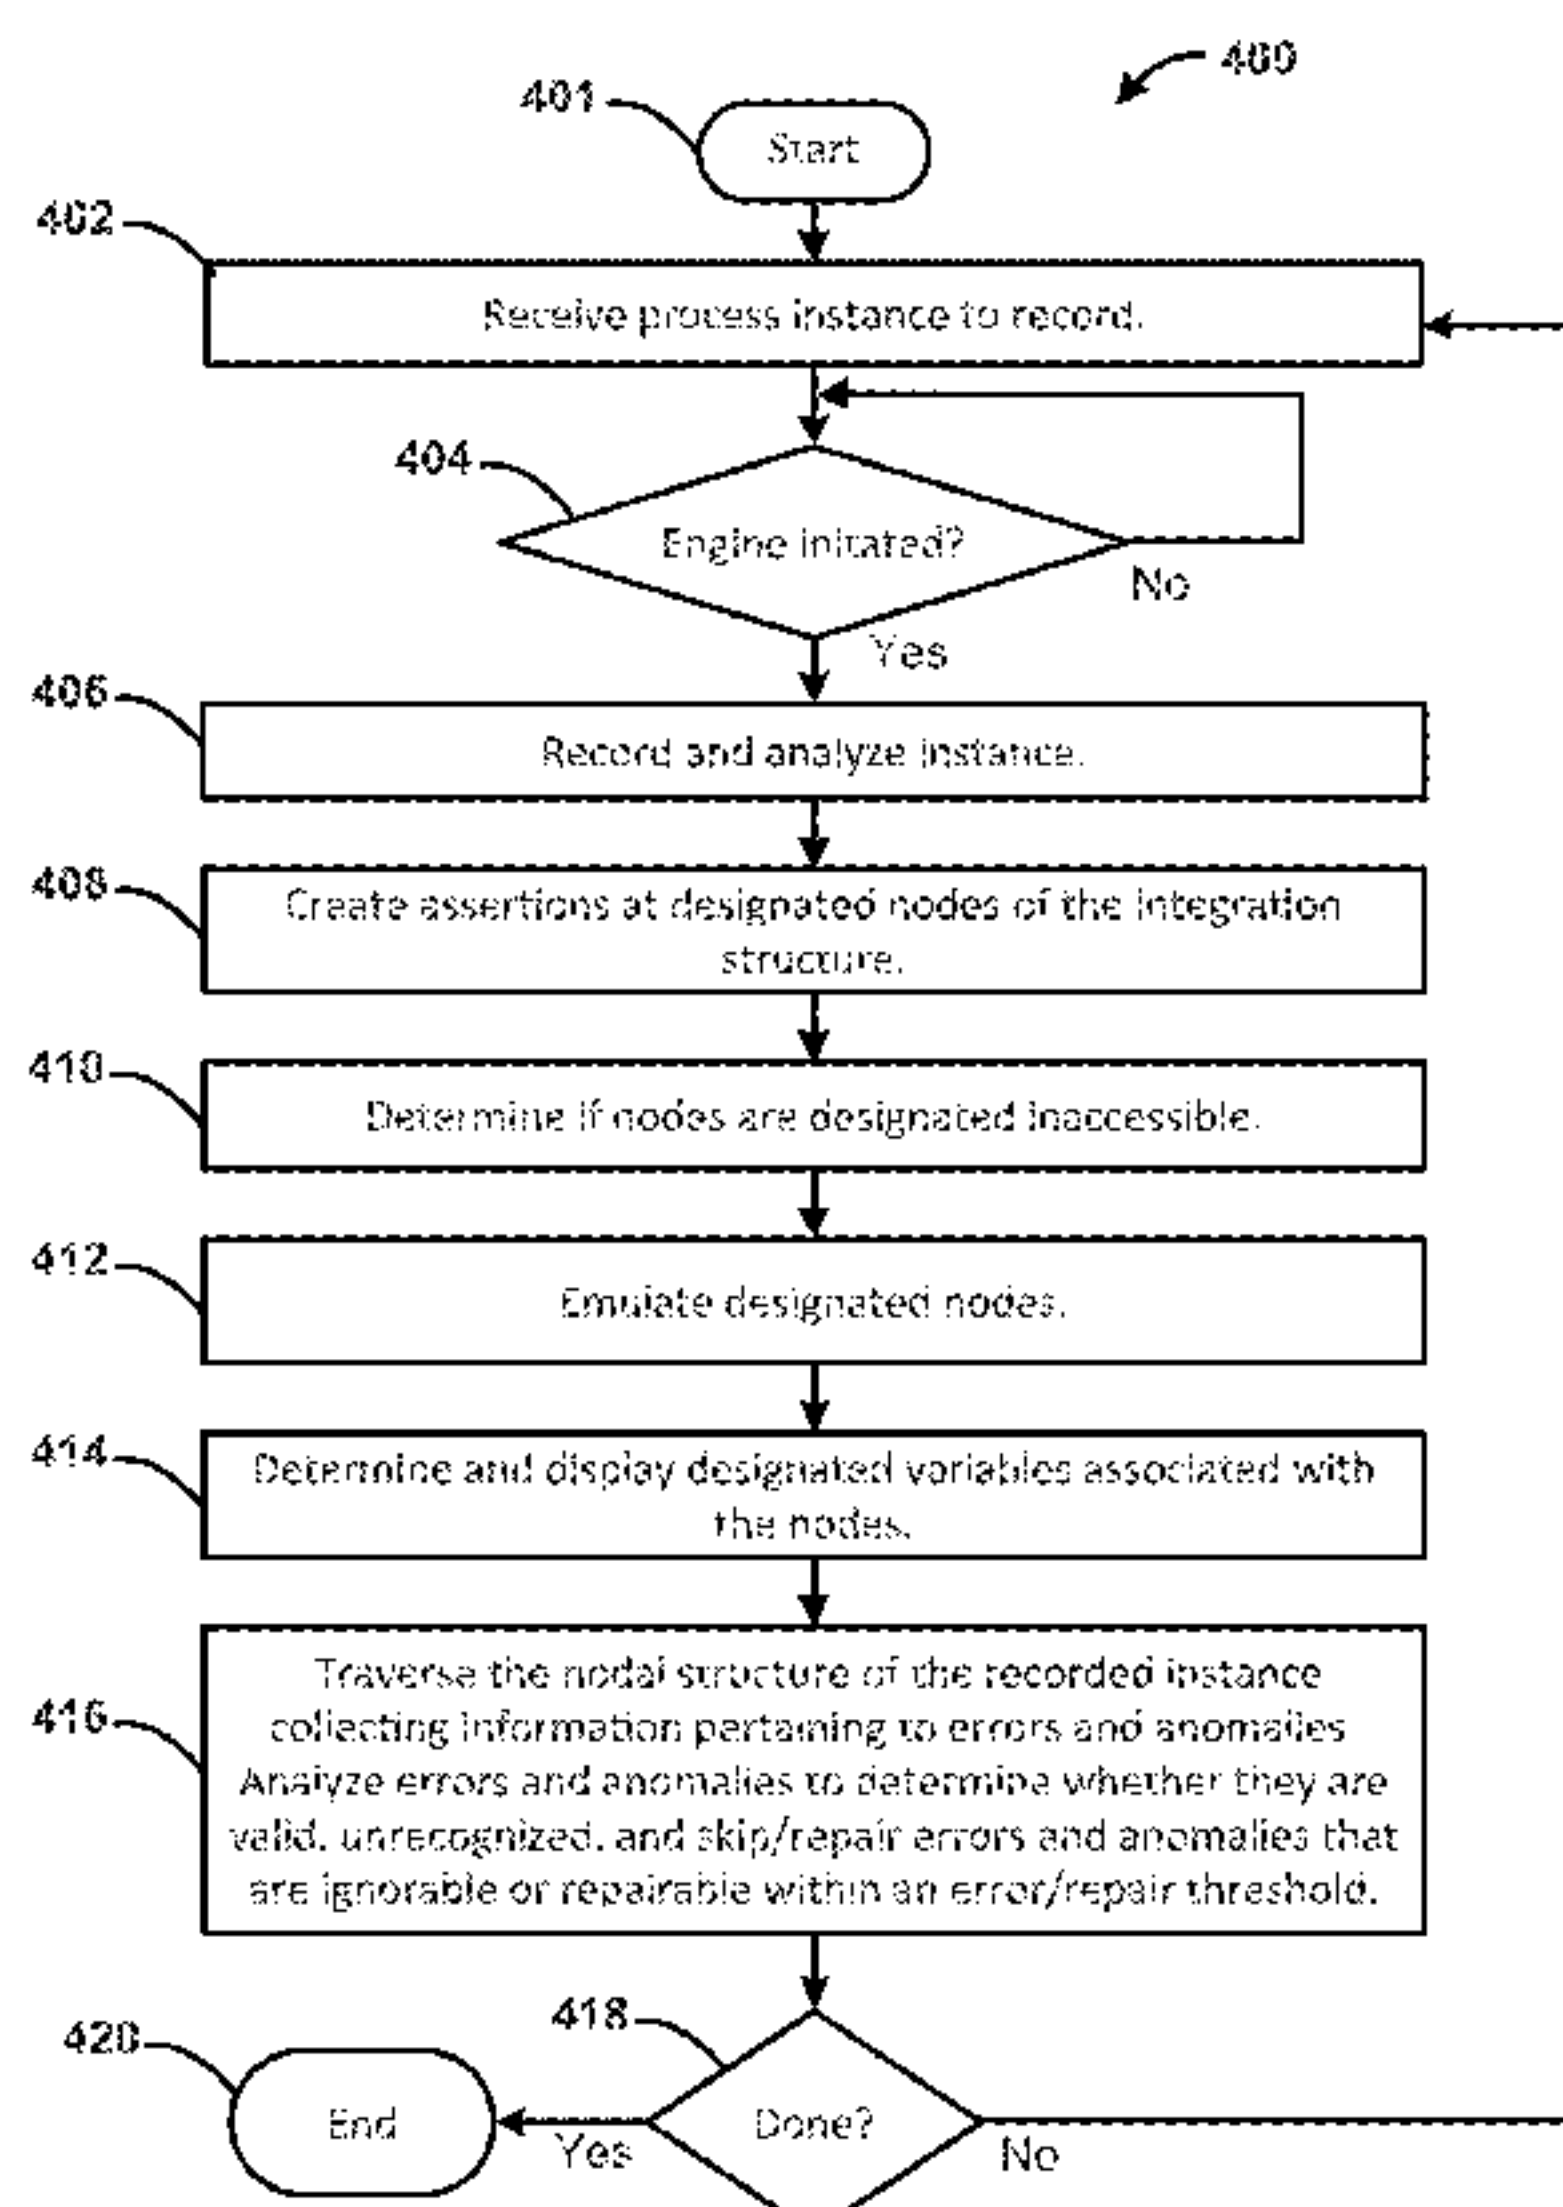 400
401
Start
402
Receive process instance to record.
404
Engine initated?
No
Yes
406
Record and analyze instance.
408
Create assertions at designated nodes of the integration
structure.
410
Determine if nodes are designated inaccessible.
412
Emulate designated nodes.
414
Determine and display designated variables associated with
the nodes.
416
Traverse the nodal structure of the recorded instance
collecting information pertaining to errors and anomalies
Analyze errors and anomalies to determine whether they are
valid, unrecognized, and skip/repair errors and anomalies that
are ignorable or repairable within an error/repair threshold.
418
420
End
Yes
Done?
No